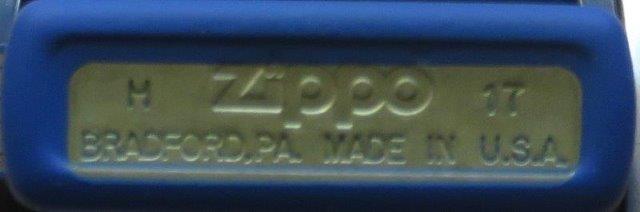 H Zippo 17
BRADFORD, PA. MADE IN U.S.A.